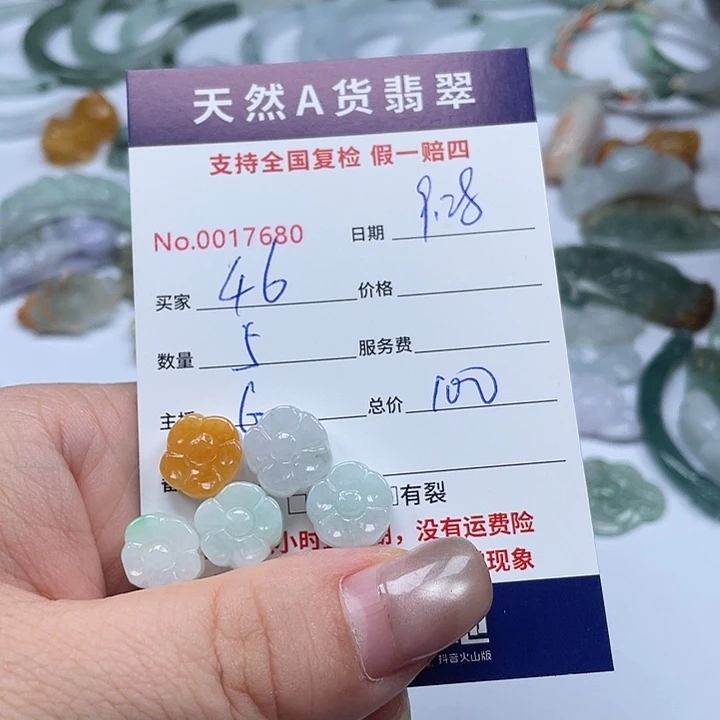 天然A货翡翠
支持全国复检 假一赔四
No.0017680 日期 9.28
买家 46 价格
数量 5 服务费
主 G 总价 100
有裂
小时 期，没有运费险
现象
抖音火山版